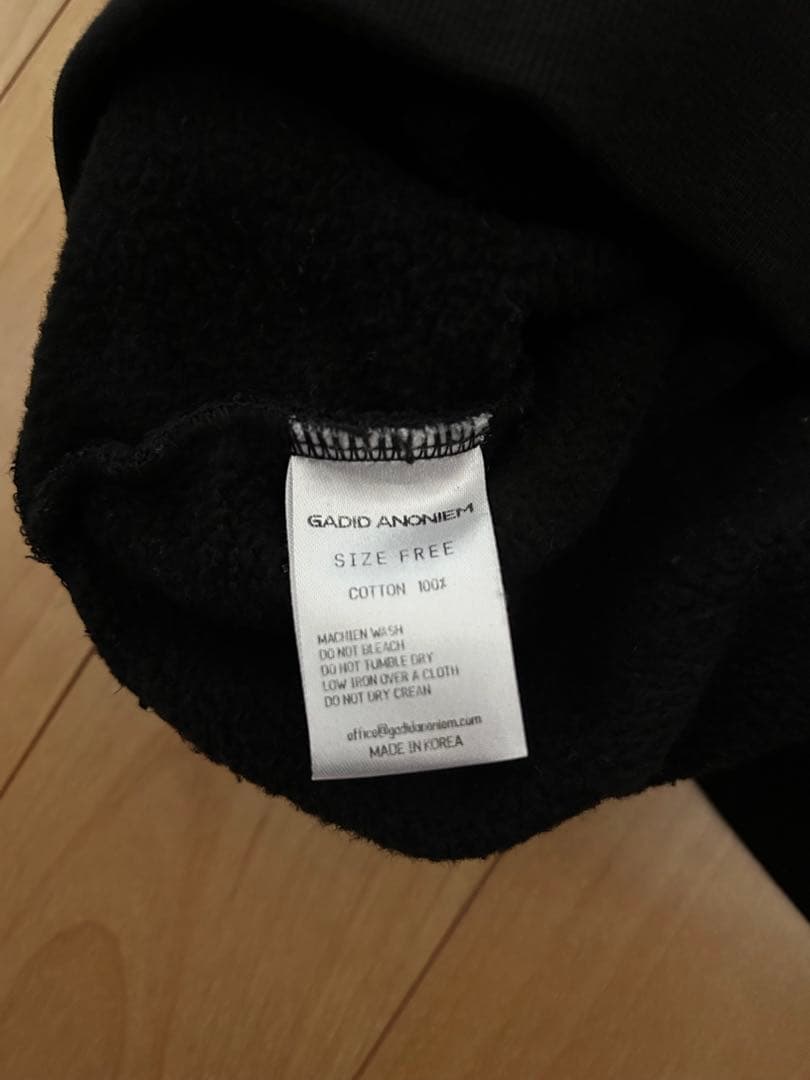 GADID ANONIEM
SIZE FREE
COTTON 100%
MACHIEN WASH
DO NOT BLEACH
DO HOT TUMBLE DRY
LOW IRON OVER A CLOTH
DO NOT DRY CREAN
office@gadidanoniem.com
MADE IN KOREA